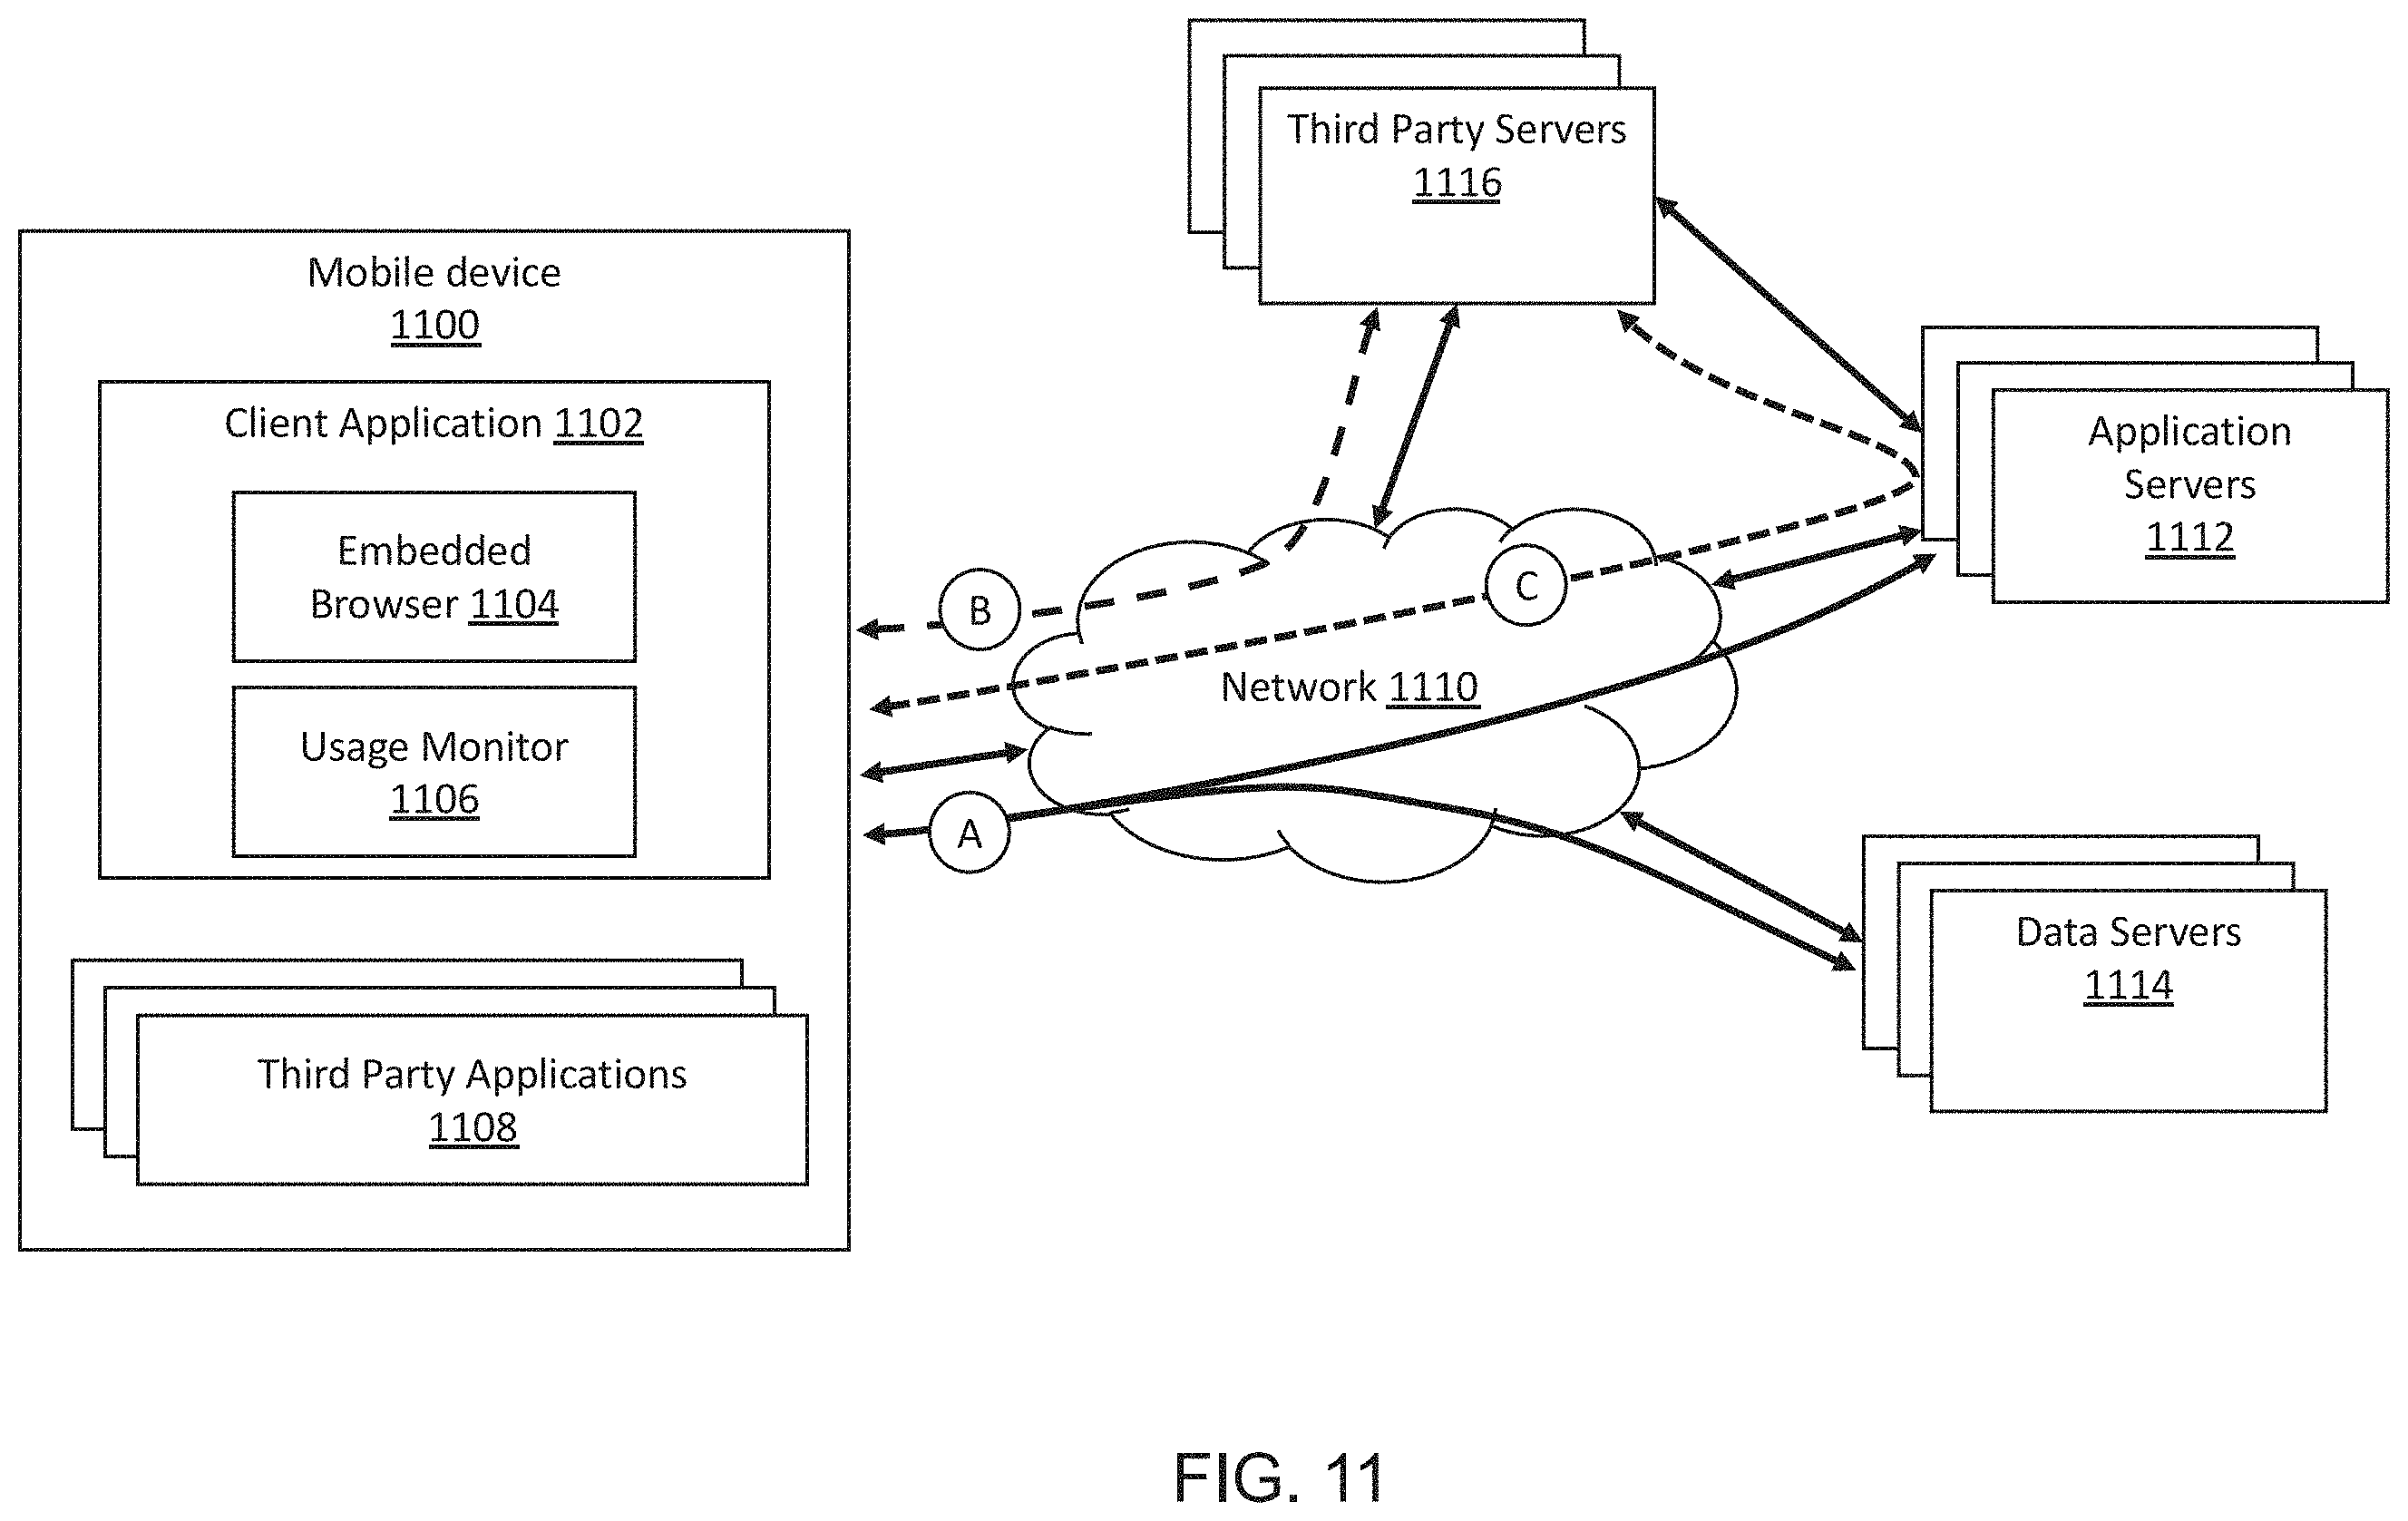 Third Party Servers
1116
Mobile device
1100
Client Application 1102
Embedded
Browser 1104
Usage Monitor
1106
Third Party Applications
1108
B
C
A
Network 1110
Application
Servers
1112
Data Servers
1114
FIG. 11